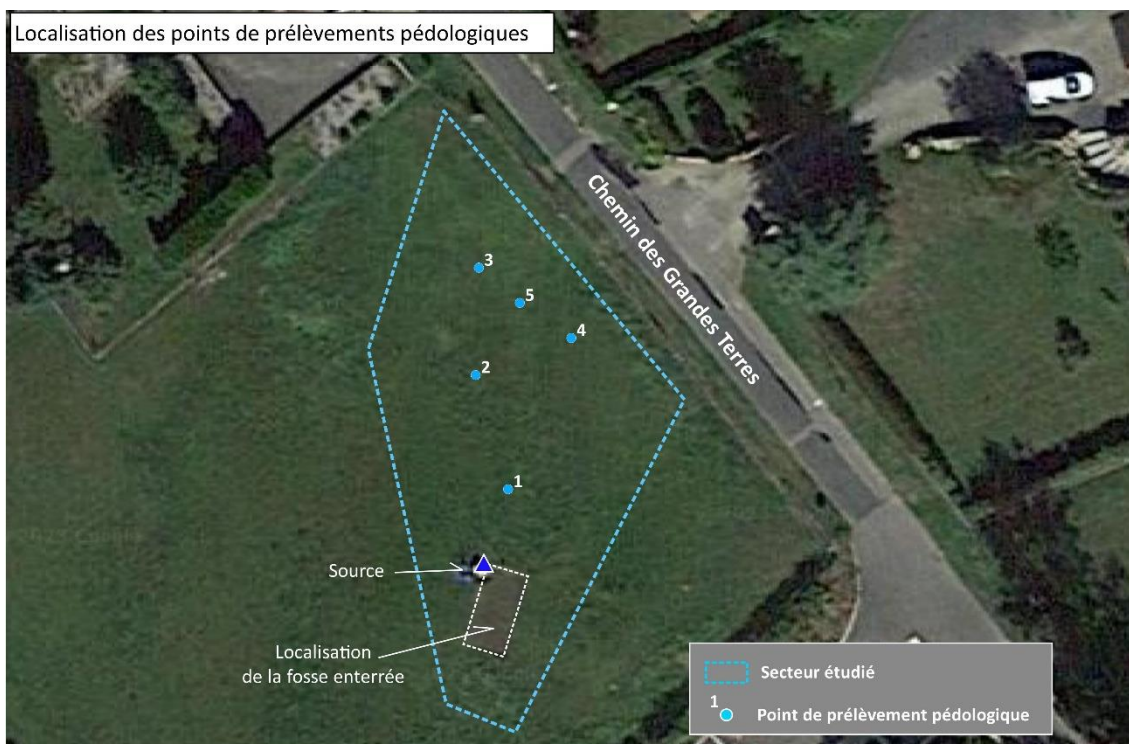 Localisation des points de prélèvements pédologiques
Chemin des Grandes Terres
3
5
4
2
1
Source
Localisation
de la fosse enterrée
Secteur étudié
1
Point de prélèvement pédologique